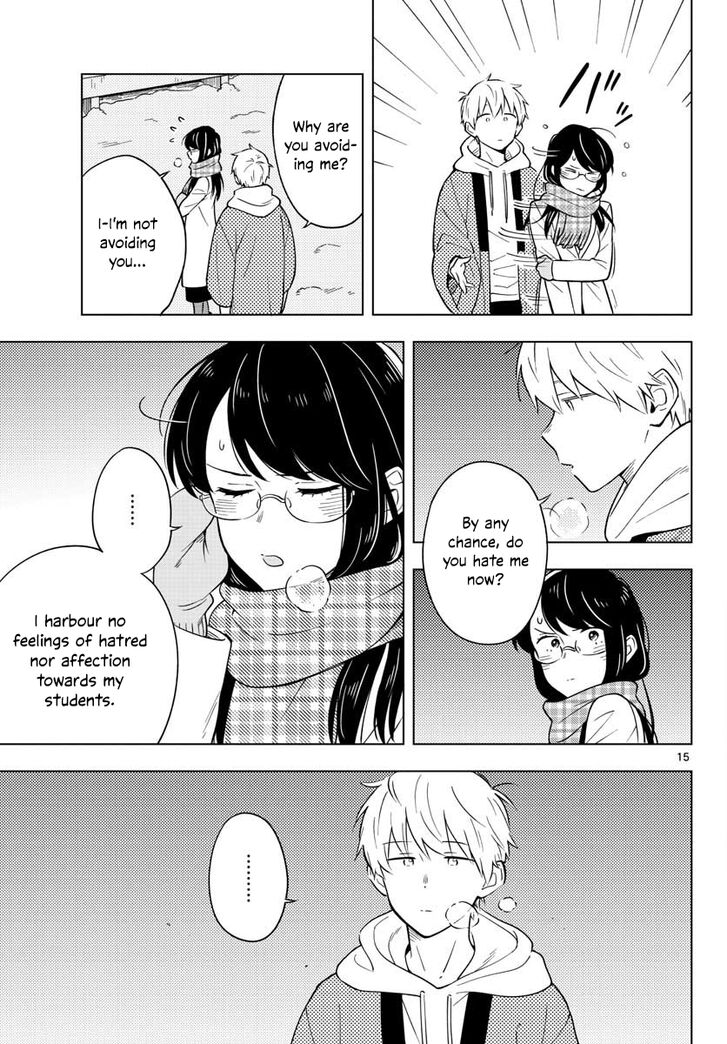 Why are
you avoid-
ing me?
I-I'm not
avoiding
you...
By any
chance, do
you hate me
now?
........
I harbour no
feelings of hatred
nor affection
towards my
students.
15
.........